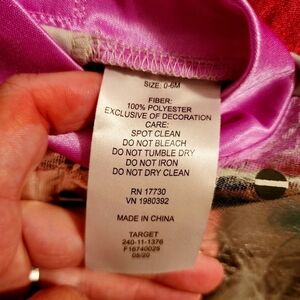 SIZE: 0-6M
FIBER:
100% POLYESTER
EXCLUSIVE OF DECORATION
CARE:
SPOT CLEAN
DO NOT BLEACH
DO NOT TUMBLE DRY
DO NOT IRON
DO NOT DRY CLEAN
RN 17730
VN 1980392
MADE IN CHINA
TARGET
240-11-1376
F16740025
05/20